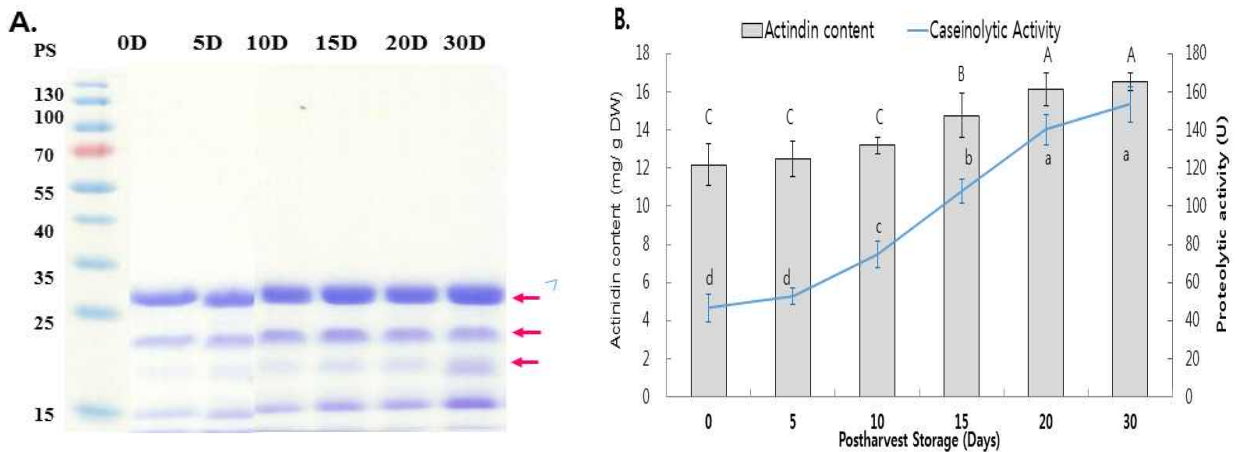 A.
PS 0D 5D 10D 15D 20D 30D
130
100
70
55
40
35
25
15
B.
Actindin content Caseinolytic Activity
Actinidin content (mg/ g DW)
18
16
14
12
10
8
6
4
2
0
C C C B A A
d d c b a a
180
160
140
120
100
80
60
40
20
0
Proteolytic activity (U)
0 5 10 15 20 30
Postharvest Storage (Days)